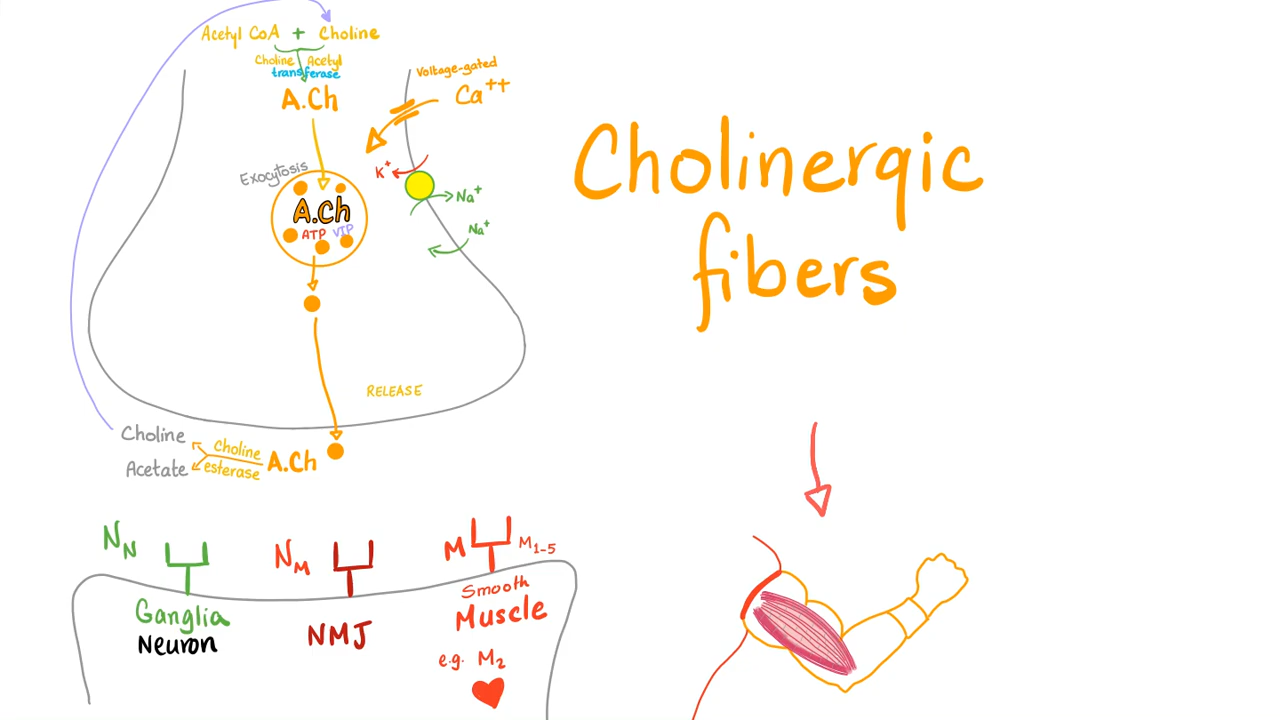 Acetyl CoA + Choline
Choline Acetyl
transferase
A.Ch
Voltage-gated
Ca++
Exocytosis
A.Ch
ATP VIP
K+
Na+
Na+
RELEASE
Choline
Acetate
Choline
esterase
A.Ch
Cholinergic
fibers
NN
Ganglia
Neuron
NM
NMJ
M
M1-5
Smooth
Muscle
e.g. M2